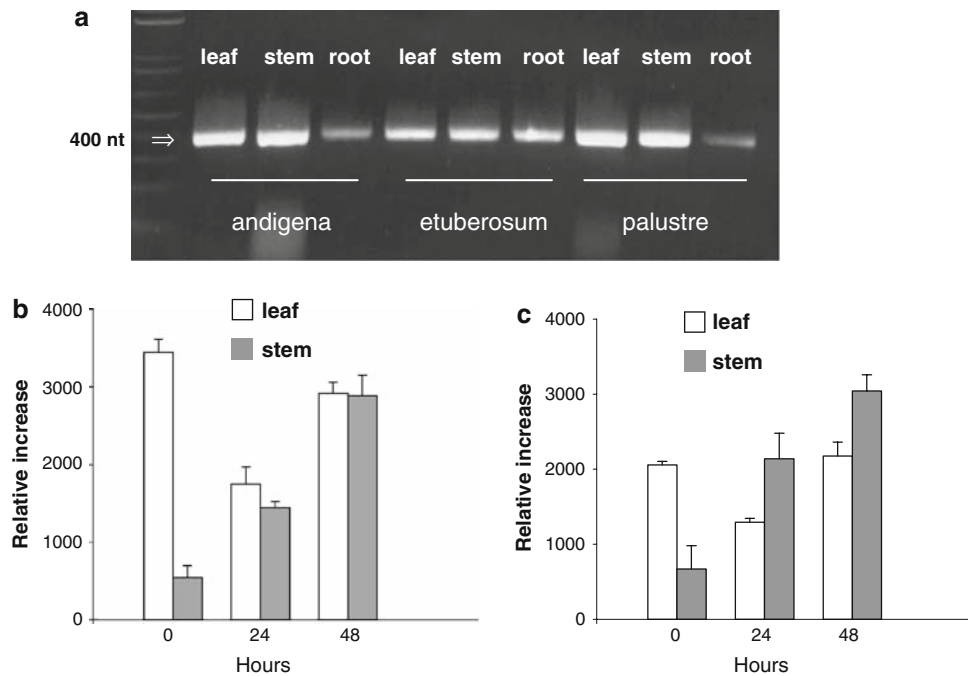 a
leaf stem root leaf stem root leaf stem root
400 nt ⇒
andigena etuberosum palustre
b
leaf
stem
Relative increase
4000
3000
2000
1000
0
0 24 48
Hours
c
leaf
stem
Relative increase
4000
3000
2000
1000
0
0 24 48
Hours